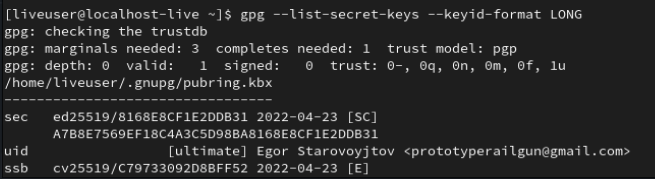 [liveuser@localhost-live ~]$ gpg --list-secret-keys --keyid-format LONG
gpg: checking the trustdb
gpg: marginals needed: 3  completes needed: 1  trust model: pgp
gpg: depth: 0  valid:   1  signed:   0  trust: 0-, 0q, 0n, 0m, 0f, 1u
/home/liveuser/.gnupg/pubring.kbx
---------------------------------
sec   ed25519/8168E8CF1E2DDB31 2022-04-23 [SC]
      A7B8E7569EF18C4A3C5D98BA8168E8CF1E2DDB31
uid                 [ultimate] Egor Starovoyjtov <prototyperailgun@gmail.com>
ssb   cv25519/C79733092D8BFF52 2022-04-23 [E]